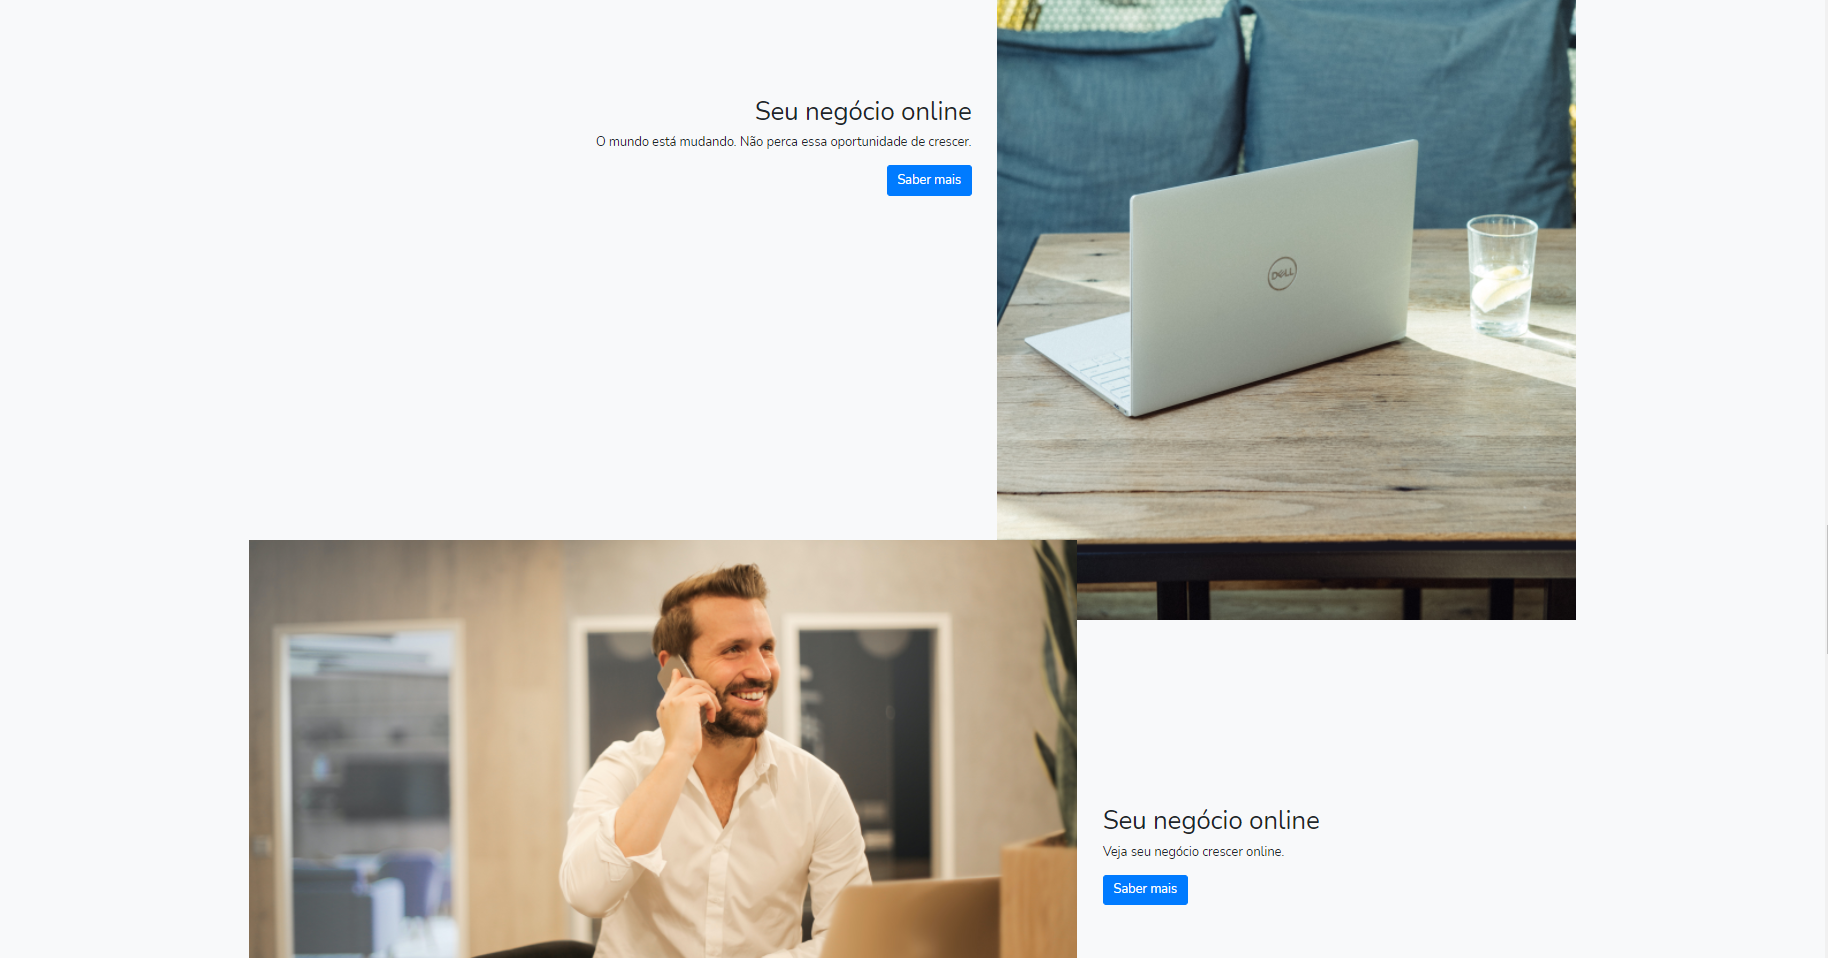 Seu negócio online
O mundo está mudando. Não perca essa oportunidade de crescer.
Saber mais
DELL
Seu negócio online
Veja seu negócio crescer online.
Saber mais